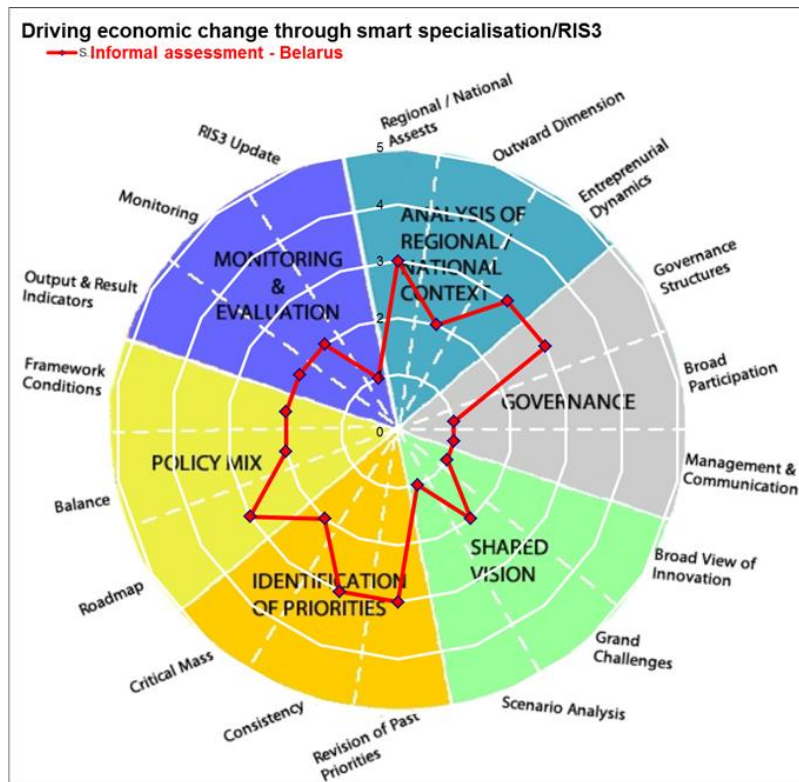 Driving economic change through smart specialisation/RIS3
S.Informal assessment - Belarus
Regional / National
Assests
Outward Dimension
Entreprenurial
Dynamics
Governance
Structures
Broad
Participation
Management &
Communication
Broad View of
Innovation
Grand
Challenges
Scenario Analysis
Revision of Past
Priorities
Consistency
Critical Mass
Roadmap
Balance
Framework
Conditions
Output & Result
Indicators
Monitoring
RIS3 Update
5
4
3
2
0
ANALYSIS OF
REGIONAL /
NATIONAL
CONTEXT
GOVERNANCE
SHARED
VISION
IDENTIFICATION
OF PRIORITIES
POLICY MIX
MONITORING
&
EVALUATION